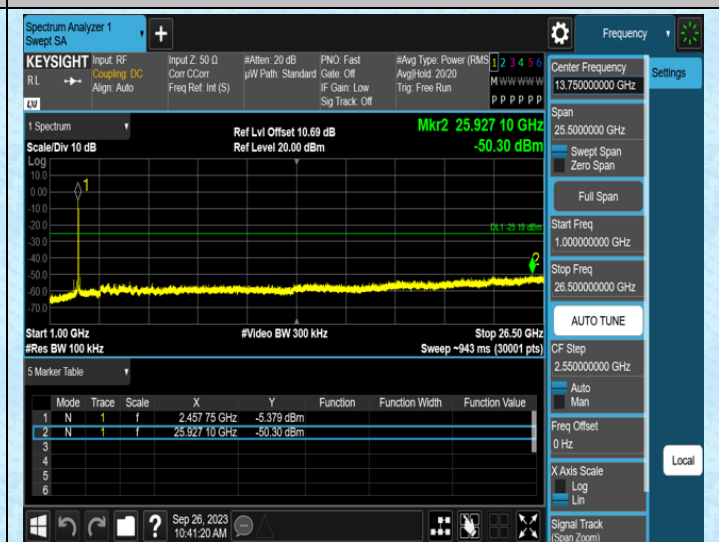 Spectrum Analyzer 1
Swept SA
+
Frequency
KEYSIGHT
R L
LXI
Input: RF
Coupling: DC
Align: Auto
Input Z: 50 Ω
Corr CCorr
Freq Ref: Int (S)
#Atten: 20 dB
µW Path: Standard
PNO: Fast
Gate: Off
IF Gain: Low
Sig Track: Off
#Avg Type: Power (RMS
Avg|Hold: 20/20
Trig: Free Run
1 2 3 4 5 6
M W W W W W
P P P P P P
1 Spectrum
Scale/Div 10 dB
Ref Lvl Offset 10.69 dB
Ref Level 20.00 dBm
Mkr2 25.927 10 GHz
-50.30 dBm
Log
10.0
0.00
-10.0
-20.0
-30.0
-40.0
-50.0
-60.0
-70.0
1
DL1 -25.19 dBm
2
Start 1.00 GHz
#Res BW 100 kHz
#Video BW 300 kHz
Stop 26.50 GHz
Sweep ~943 ms (30001 pts)
5 Marker Table
Mode Trace Scale X Y Function Function Width Function Value
1 N 1 f 2.457 75 GHz -5.379 dBm
2 N 1 f 25.927 10 GHz -50.30 dBm
3
4
5
6
Center Frequency
13.750000000 GHz
Span
25.5000000 GHz
Swept Span
Zero Span
Full Span
Start Freq
1.000000000 GHz
Stop Freq
26.500000000 GHz
AUTO TUNE
CF Step
2.550000000 GHz
Auto
Man
Freq Offset
0 Hz
X Axis Scale
Log
Lin
Signal Track
(Span Zoom)
Settings
Local
?
Sep 26, 2023
10:41:20 AM